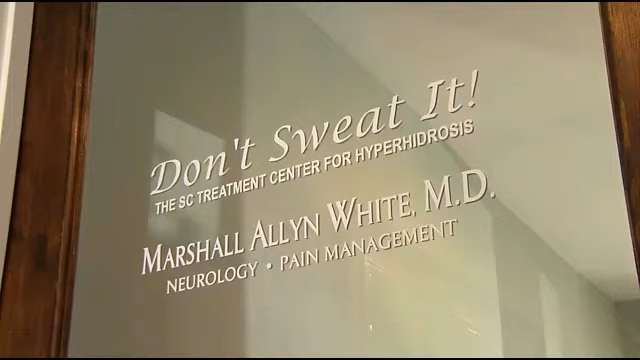 Don't Sweat It!
THE SC TREATMENT CENTER FOR HYPERHIDROSIS
MARSHALL ALLYN WHITE, M.D.
NEUROLOGY • PAIN MANAGEMENT